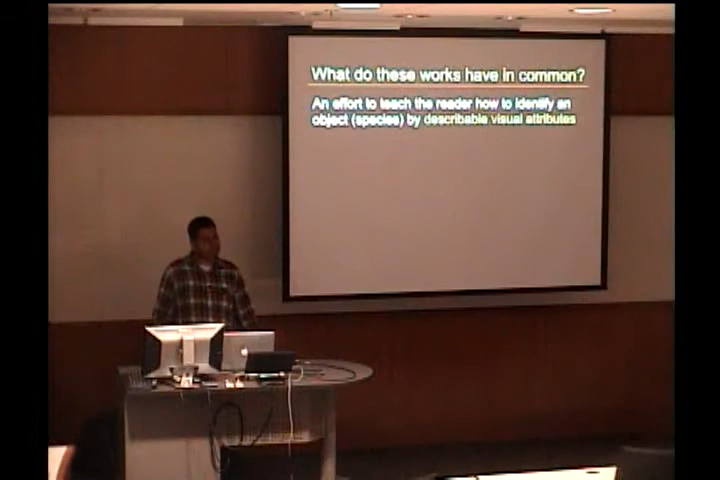 What do these works have in common?
An effort to teach the reader how to identify an
object (species) by describable visual attributes